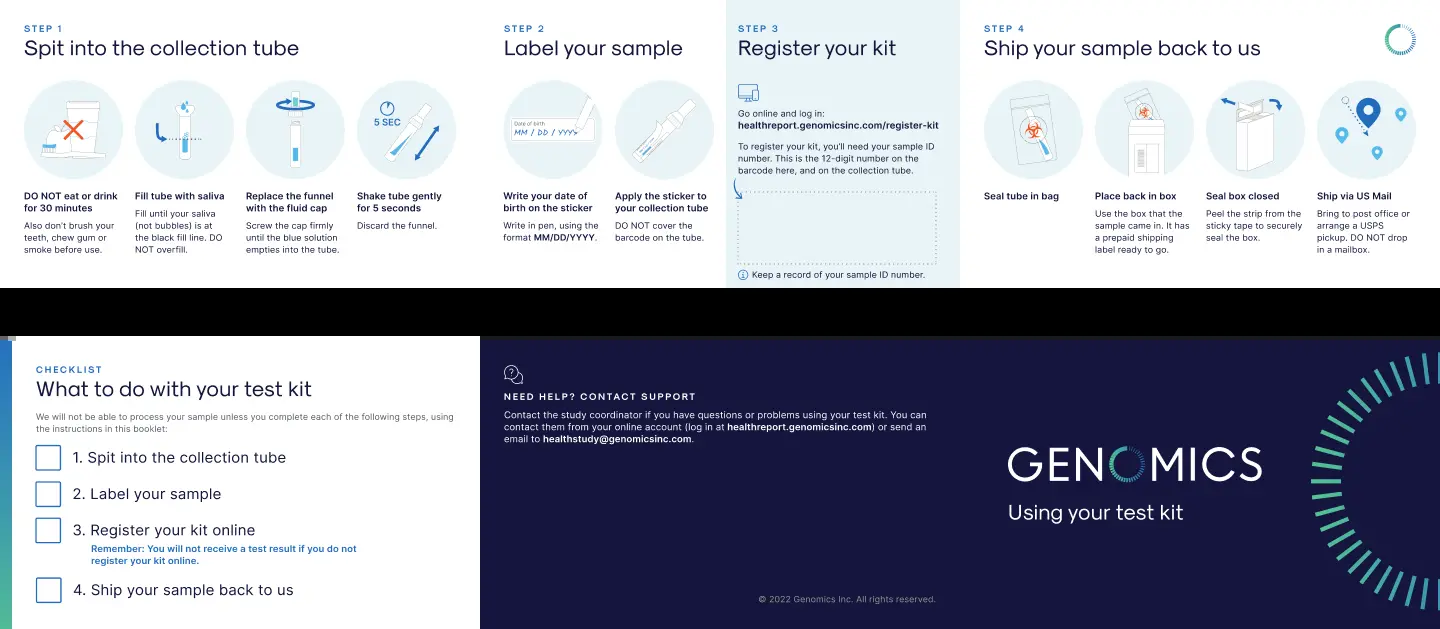 STEP 1
Spit into the collection tube
5 SEC
DO NOT eat or drink
for 30 minutes
Also don't brush your
teeth, chew gum or
smoke before use.
Fill tube with saliva
Fill until your saliva
(not bubbles) is at
the black fill line. DO
NOT overfill.
Replace the funnel
with the fluid cap
Screw the cap firmly
until the blue solution
empties into the tube.
Shake tube gently
for 5 seconds
Discard the funnel.
STEP 2
Label your sample
Date of birth
MM / DD / YYYY
Write your date of
birth on the sticker
Write in pen, using the
format MM/DD/YYYY.
Apply the sticker to
your collection tube
DO NOT cover the
barcode on the tube.
STEP 3
Register your kit
Go online and log in:
healthreport.genomicsinc.com/register-kit
To register your kit, you'll need your sample ID
number. This is the 12-digit number on the
barcode here, and on the collection tube.
Keep a record of your sample ID number.
STEP 4
Ship your sample back to us
Seal tube in bag
Place back in box
Use the box that the
sample came in. It has
a prepaid shipping
label ready to go.
Seal box closed
Peel the strip from the
sticky tape to securely
seal the box.
Ship via US Mail
Bring to post office or
arrange a USPS
pickup. DO NOT drop
in a mailbox.
CHECKLIST
What to do with your test kit
We will not be able to process your sample unless you complete each of the following steps, using
the instructions in this booklet:
1. Spit into the collection tube
2. Label your sample
3. Register your kit online
Remember: You will not receive a test result if you do not
register your kit online.
4. Ship your sample back to us
NEED HELP? CONTACT SUPPORT
Contact the study coordinator if you have questions or problems using your test kit. You can
contact them from your online account (log in at healthreport.genomicsinc.com) or send an
email to healthstudy@genomicsinc.com.
© 2022 Genomics Inc. All rights reserved.
GENOMICS
Using your test kit